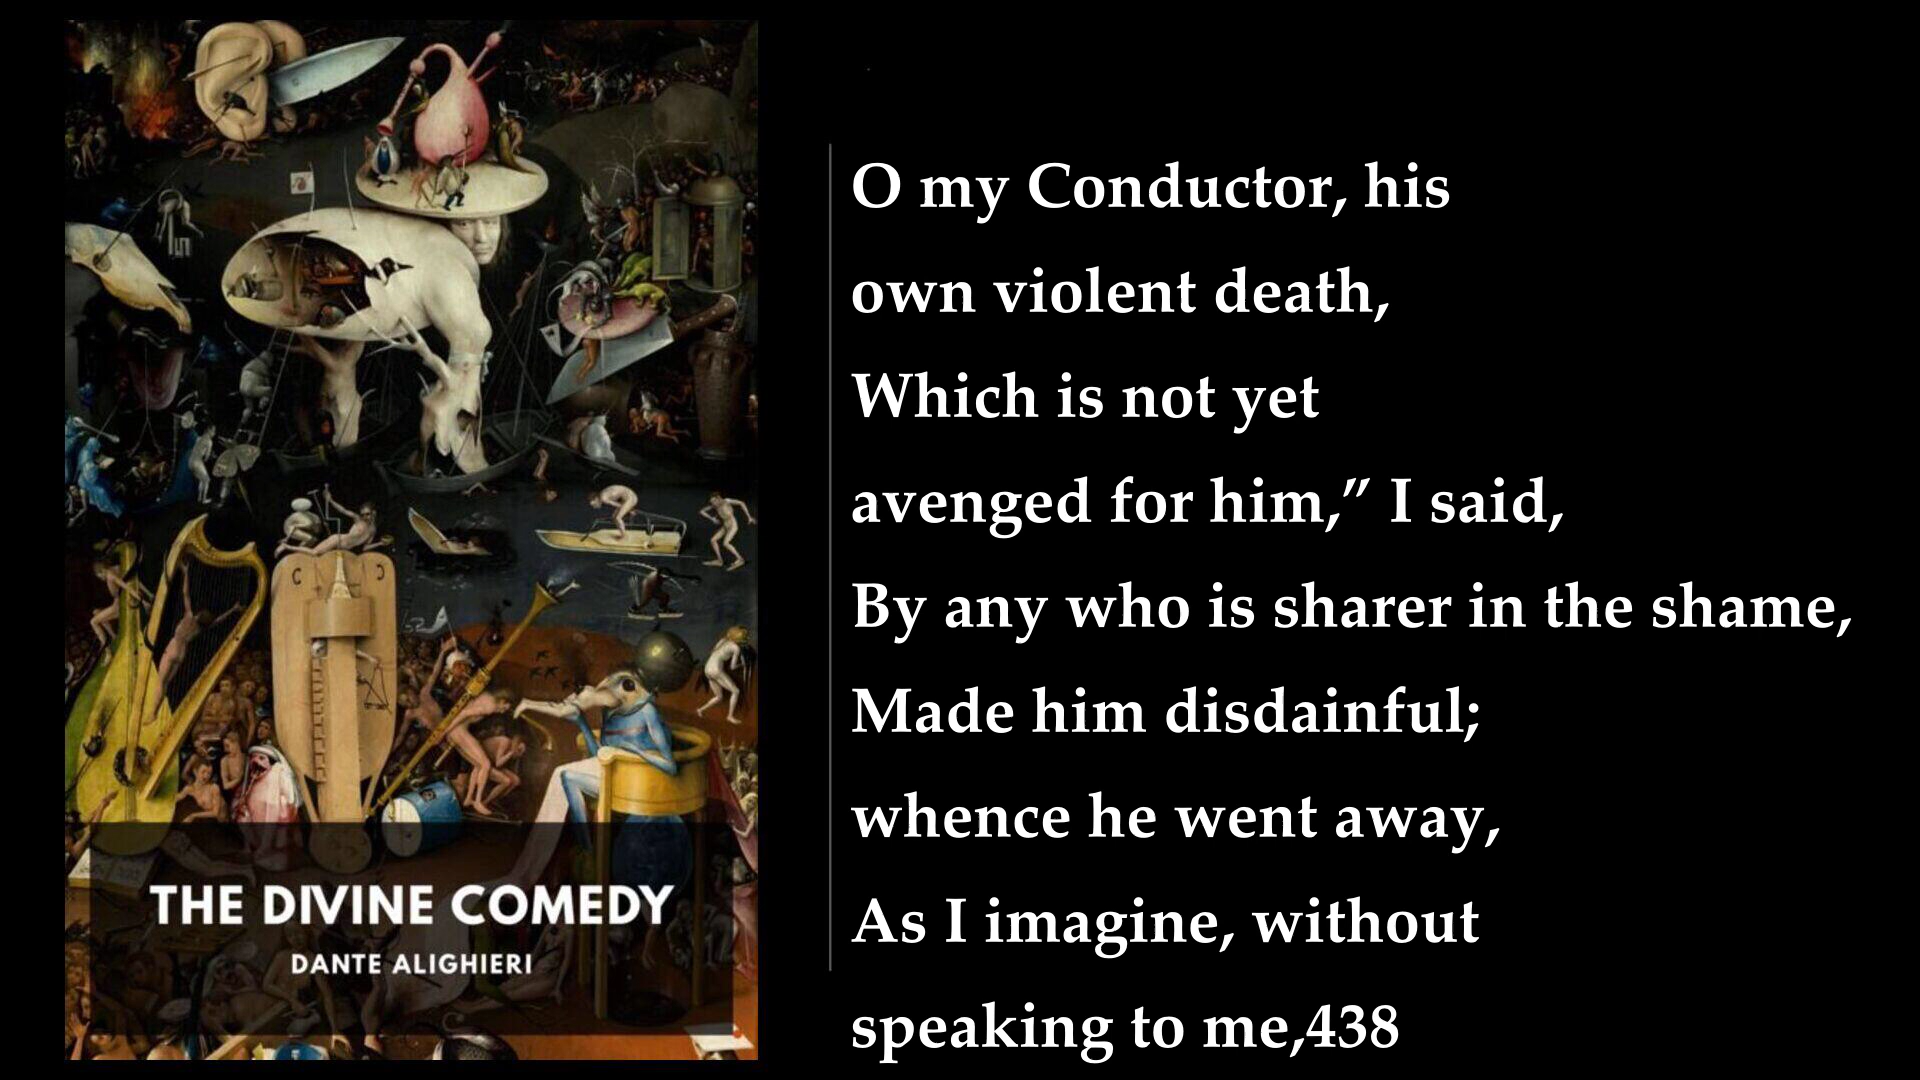 THE DIVINE COMEDY
DANTE ALIGHIERI
O my Conductor, his
own violent death,
Which is not yet
avenged for him,” I said,
By any who is sharer in the shame,
Made him disdainful;
whence he went away,
As I imagine, without
speaking to me,438